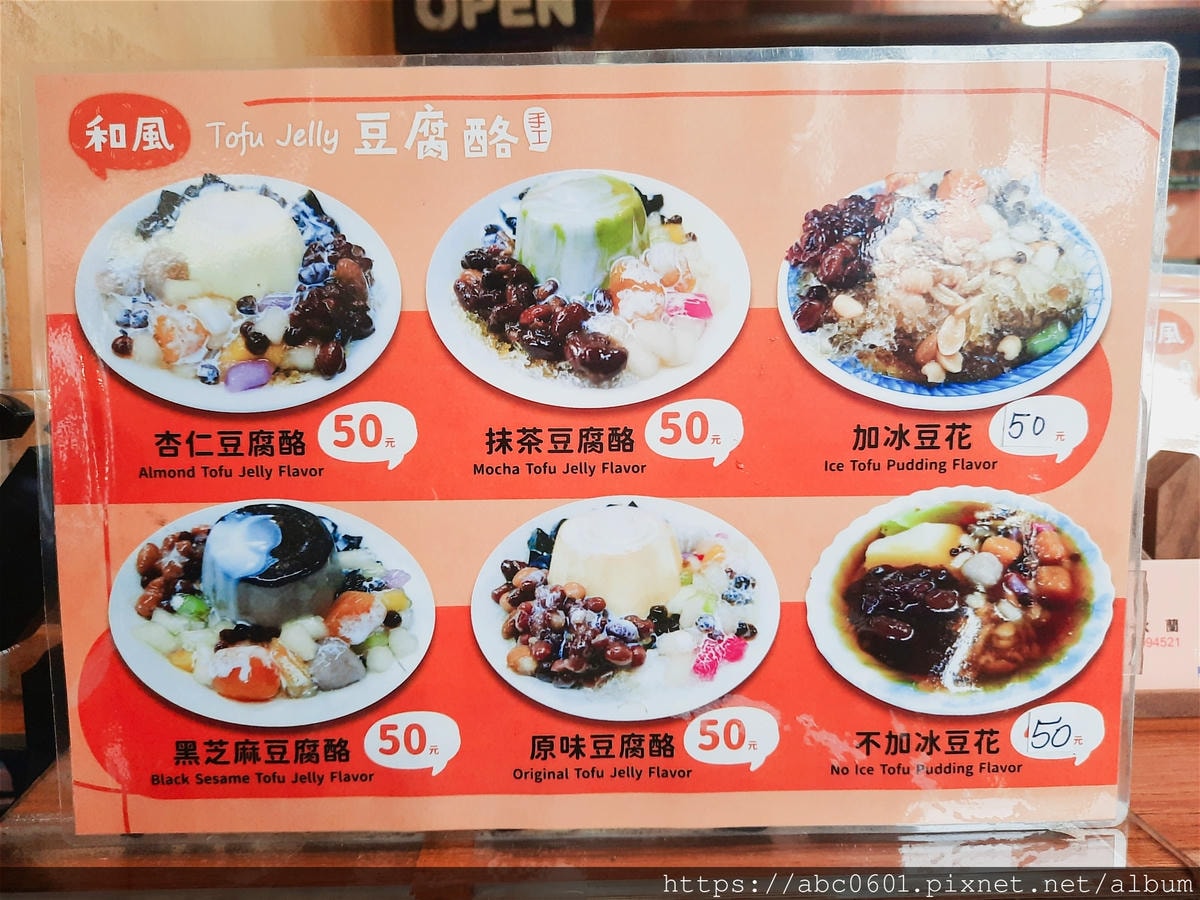 OPEN
和風 Tofu Jelly 豆腐酪 手工
杏仁豆腐酪 50元
Almond Tofu Jelly Flavor
抹茶豆腐酪 50元
Mocha Tofu Jelly Flavor
加冰豆花 50元
Ice Tofu Pudding Flavor
黑芝麻豆腐酪 50元
Black Sesame Tofu Jelly Flavor
原味豆腐酪 50元
Original Tofu Jelly Flavor
不加冰豆花 50元
No Ice Tofu Pudding Flavor
風
蘭
94521
https://abc0601.pixnet.net/album